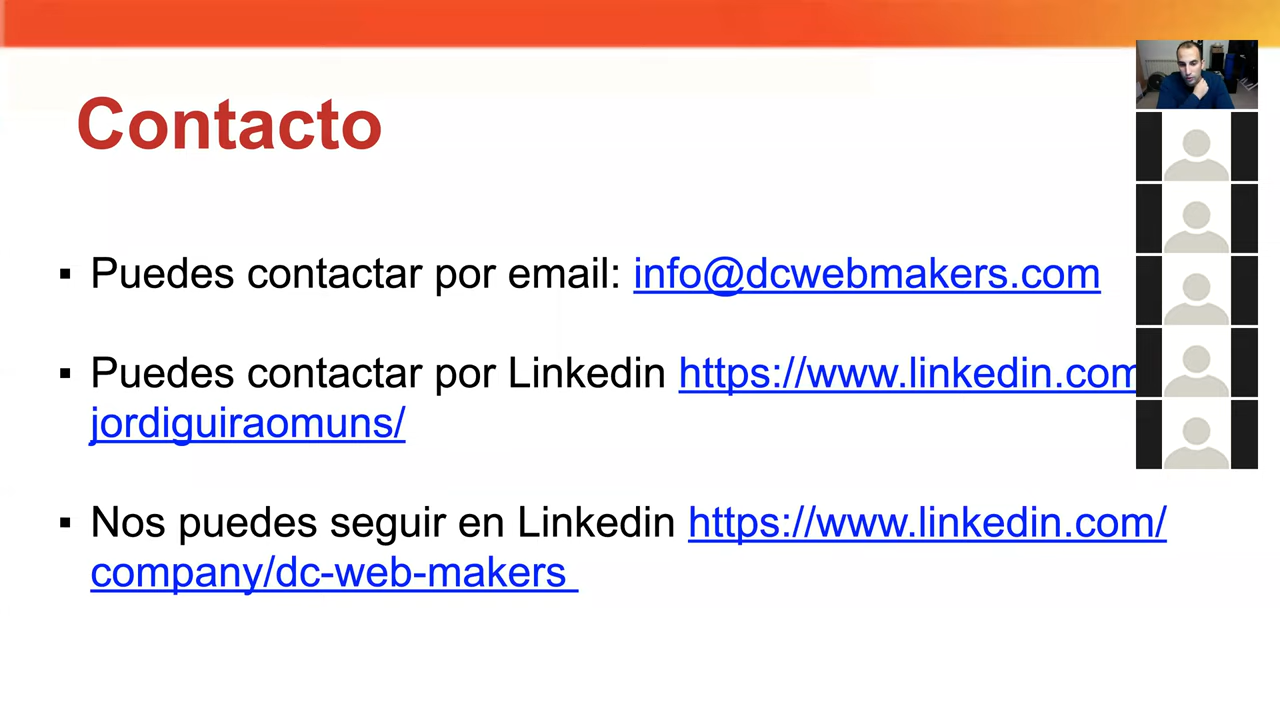 Contacto
▪ Puedes contactar por email: info@dcwebmakers.com
▪ Puedes contactar por Linkedin https://www.linkedin.com
jordiguiraomuns/
▪ Nos puedes seguir en Linkedin https://www.linkedin.com/
company/dc-web-makers